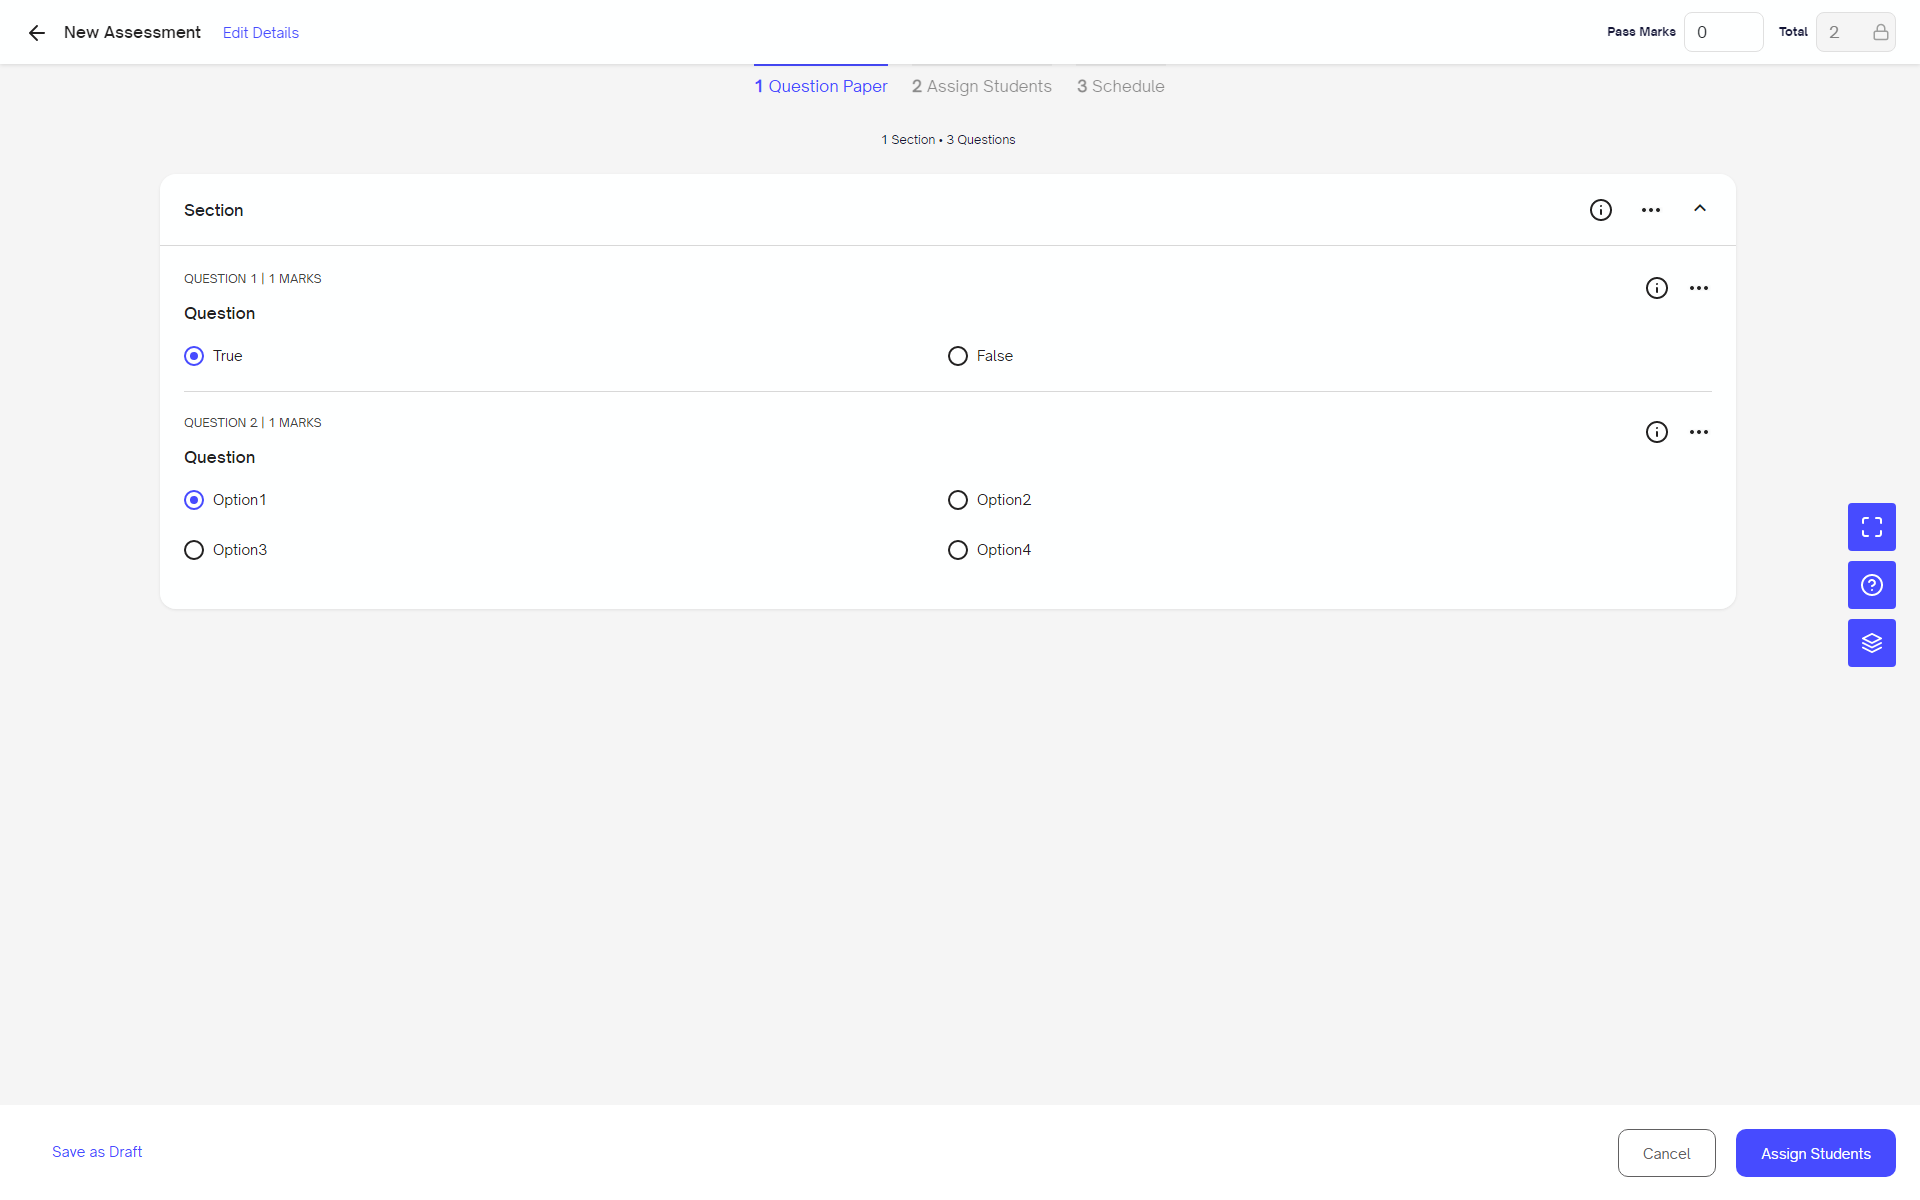 New Assessment Edit Details Pass Marks 0 Total 2
1 Question Paper 2 Assign Students 3 Schedule
1 Section • 3 Questions
Section
QUESTION 1 | 1 MARKS
Question
True False
QUESTION 2 | 1 MARKS
Question
Option1 Option2
Option3 Option4
Save as Draft Cancel Assign Students